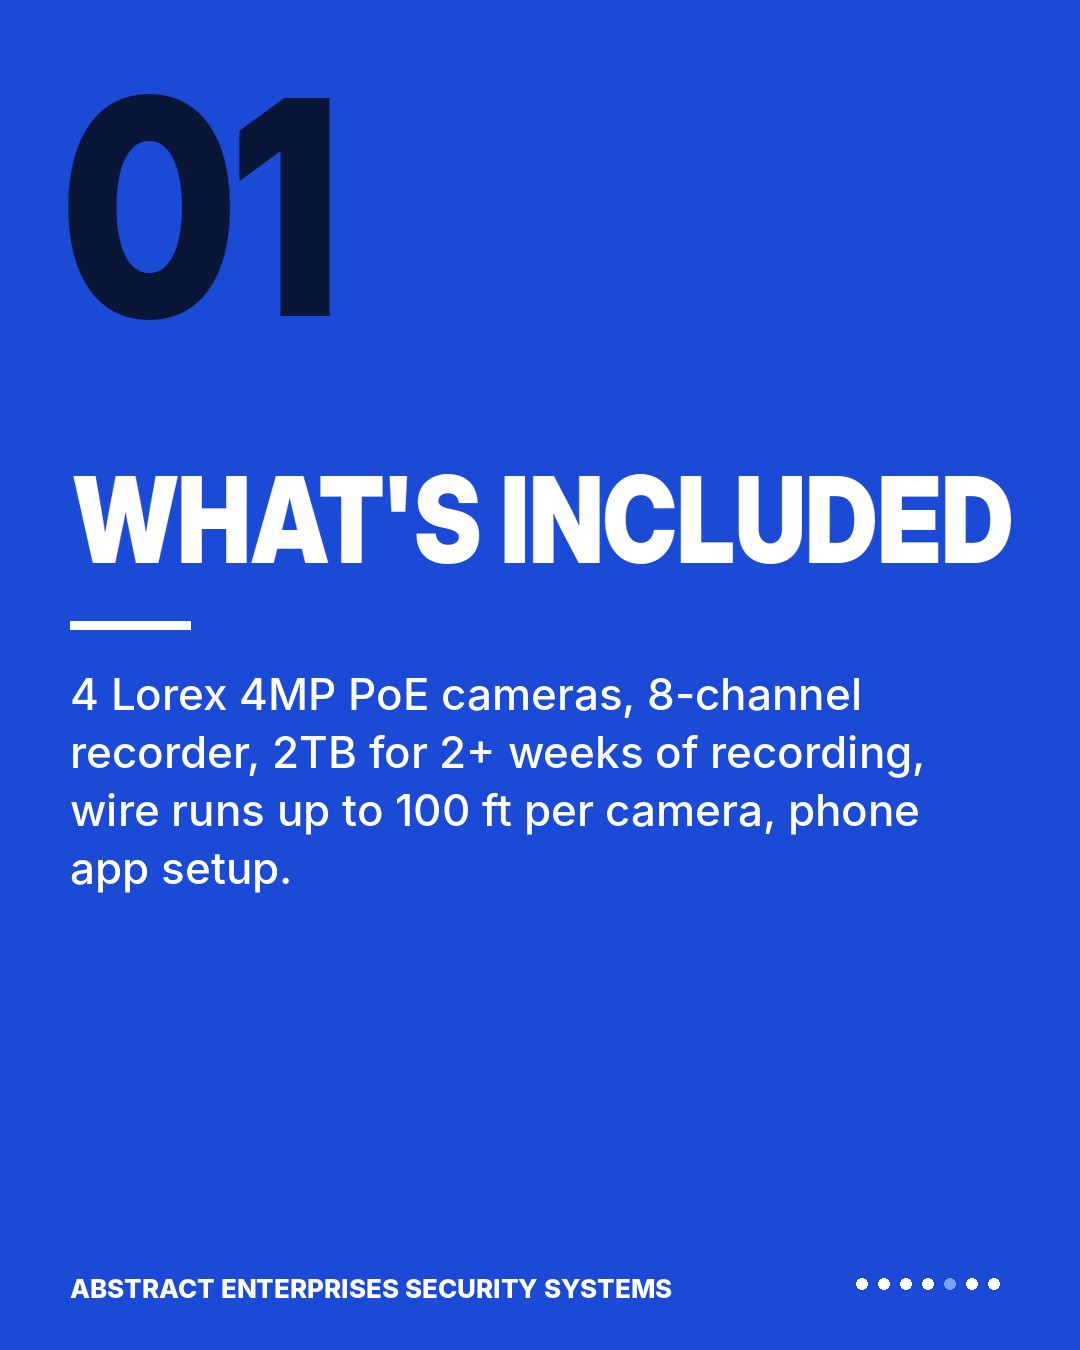 01
WHAT'S INCLUDED
4 Lorex 4MP PoE cameras, 8-channel
recorder, 2TB for 2+ weeks of recording,
wire runs up to 100 ft per camera, phone
app setup.
ABSTRACT ENTERPRISES SECURITY SYSTEMS